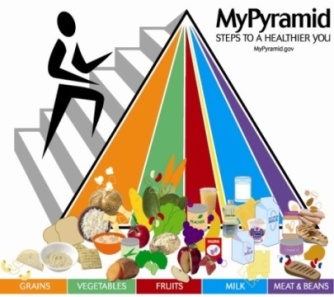 MyPyramid
STEPS TO A HEALTHIER YOU
MyPyramid.gov
GRAINS
VEGETABLES
FRUITS
MILK
MEAT & BEANS